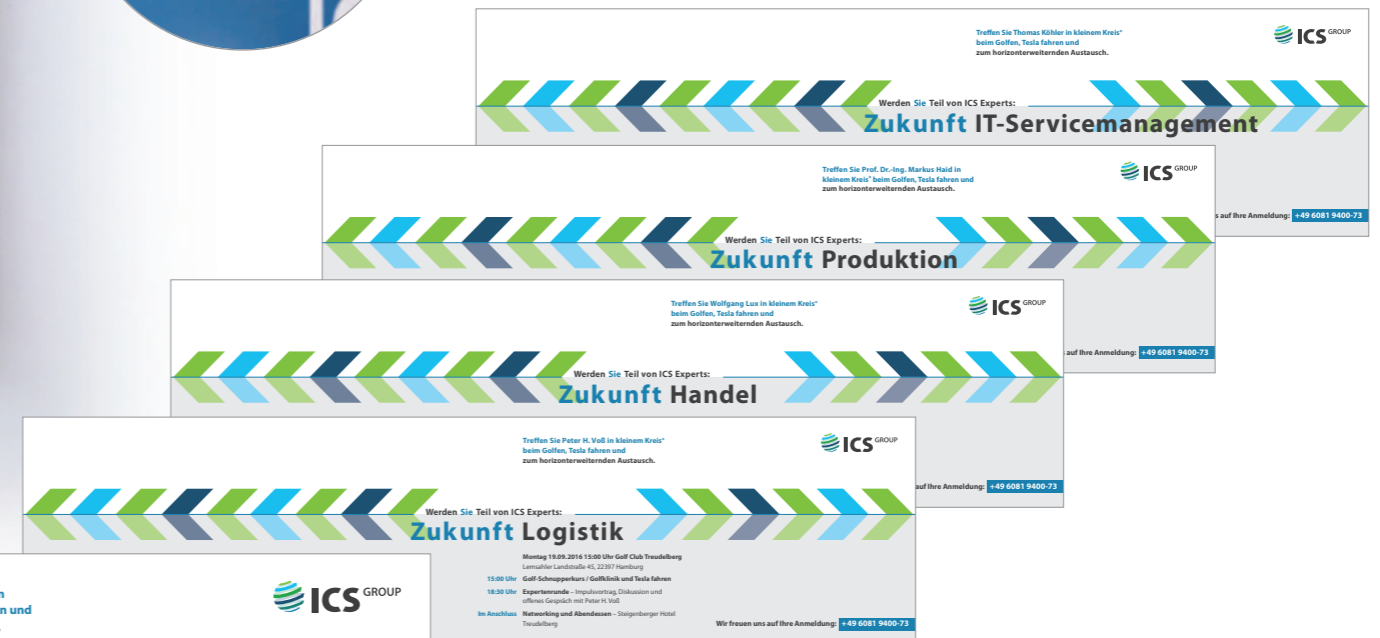 Treffen Sie Thomas Köhler in kleinem Kreis*
beim Golfen, Tesla fahren und
zum horizonterweiternden Austausch.
ICS GROUP
Werden Sie Teil von ICS Experts:
Zukunft IT-Servicemanagement
s auf Ihre Anmeldung: +49 6081 9400-73
Treffen Sie Prof. Dr.-Ing. Markus Haid in
kleinem Kreis* beim Golfen, Tesla fahren und
zum horizonterweiternden Austausch.
ICS GROUP
Werden Sie Teil von ICS Experts:
Zukunft Produktion
auf Ihre Anmeldung: +49 6081 9400-73
Treffen Sie Wolfgang Lux in kleinem Kreis*
beim Golfen, Tesla fahren und
zum horizonterweiternden Austausch.
ICS GROUP
Werden Sie Teil von ICS Experts:
Zukunft Handel
auf Ihre Anmeldung: +49 6081 9400-73
Treffen Sie Peter H. Voß in kleinem Kreis*
beim Golfen, Tesla fahren und
zum horizonterweiternden Austausch.
ICS GROUP
Werden Sie Teil von ICS Experts:
Zukunft Logistik
Montag 19.09.2016 15:00 Uhr Golf Club Treudelberg
Lemsahler Landstraße 45, 22397 Hamburg
15:00 Uhr Golf-Schnupperkurs / Golfklinik und Tesla fahren
18:30 Uhr Expertenrunde – Impulsvortrag, Diskussion und
offenes Gespräch mit Peter H. Voß
Im Anschluss Networking und Abendessen – Steigenberger Hotel
Treudelberg
Wir freuen uns auf Ihre Anmeldung: +49 6081 9400-73
n
n und
ICS GROUP